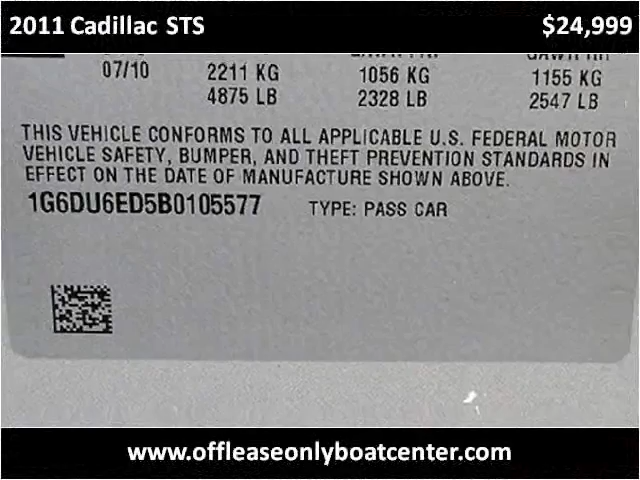 2011 Cadillac STS $24,999
07/10 2211 KG 1056 KG 1155 KG
4875 LB 2328 LB 2547 LB
THIS VEHICLE CONFORMS TO ALL APPLICABLE U.S. FEDERAL MOTOR
VEHICLE SAFETY, BUMPER, AND THEFT PREVENTION STANDARDS IN
EFFECT ON THE DATE OF MANUFACTURE SHOWN ABOVE.
1G6DU6ED5B0105577 TYPE: PASS CAR
www.offleaseonlyboatcenter.com